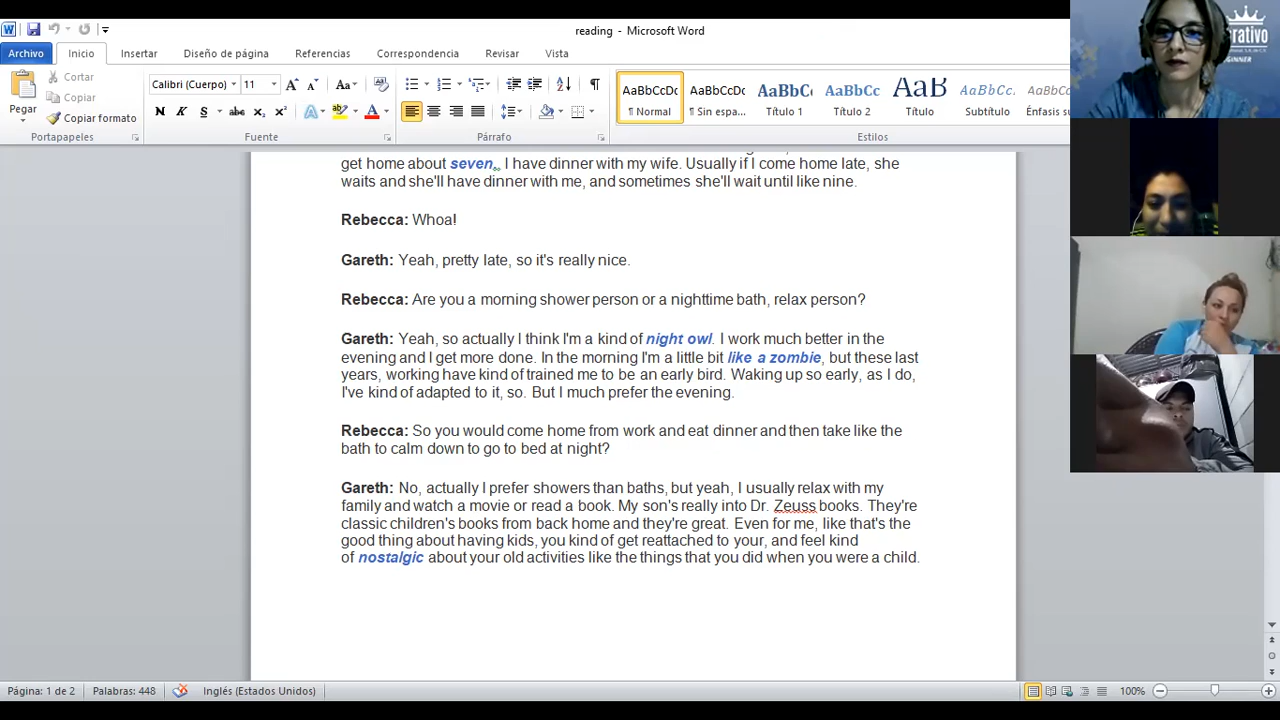 reading - Microsoft Word
Archivo Inicio Insertar Diseño de página Referencias Correspondencia Revisar Vista
Pegar
Cortar
Copiar
Copiar formato
Portapapeles
Calibri (Cuerpo) 11
Fuente
Párrafo
AaBbCcDc AaBbCcDc AaBbCc AaBbCc AaB AaBbCc. AaBbCc
¶ Normal ¶ Sin espa... Título 1 Título 2 Título Subtítulo Énfasis su
Estilos
rativo
GINNER
get home about seven, I have dinner with my wife. Usually if I come home late, she
waits and she'll have dinner with me, and sometimes she'll wait until like nine.
Rebecca: Whoa!
Gareth: Yeah, pretty late, so it's really nice.
Rebecca: Are you a morning shower person or a nighttime bath, relax person?
Gareth: Yeah, so actually I think I'm a kind of night owl. I work much better in the
evening and I get more done. In the morning I'm a little bit like a zombie, but these last
years, working have kind of trained me to be an early bird. Waking up so early, as I do,
I've kind of adapted to it, so. But I much prefer the evening.
Rebecca: So you would come home from work and eat dinner and then take like the
bath to calm down to go to bed at night?
Gareth: No, actually I prefer showers than baths, but yeah, I usually relax with my
family and watch a movie or read a book. My son's really into Dr. Zeuss books. They're
classic children's books from back home and they're great. Even for me, like that's the
good thing about having kids, you kind of get reattached to your, and feel kind
of nostalgic about your old activities like the things that you did when you were a child.
Página: 1 de 2 Palabras: 448 Inglés (Estados Unidos) 100%